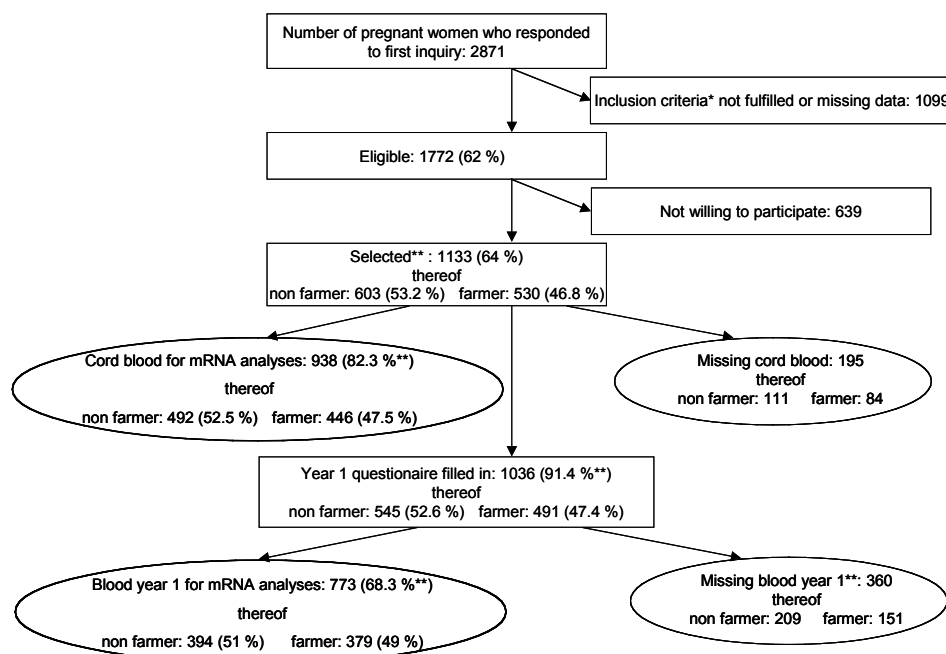 Number of pregnant women who responded
to first inquiry: 2871
Inclusion criteria* not fulfilled or missing data: 1099
Eligible: 1772 (62 %)
Not willing to participate: 639
Selected** : 1133 (64 %)
thereof
non farmer: 603 (53.2 %) farmer: 530 (46.8 %)
Cord blood for mRNA analyses: 938 (82.3 %**)
thereof
non farmer: 492 (52.5 %) farmer: 446 (47.5 %)
Missing cord blood: 195
thereof
non farmer: 111 farmer: 84
Year 1 questionaire filled in: 1036 (91.4 %**)
thereof
non farmer: 545 (52.6 %) farmer: 491 (47.4 %)
Blood year 1 for mRNA analyses: 773 (68.3 %**)
thereof
non farmer: 394 (51 %) farmer: 379 (49 %)
Missing blood year 1**: 360
thereof
non farmer: 209 farmer: 151